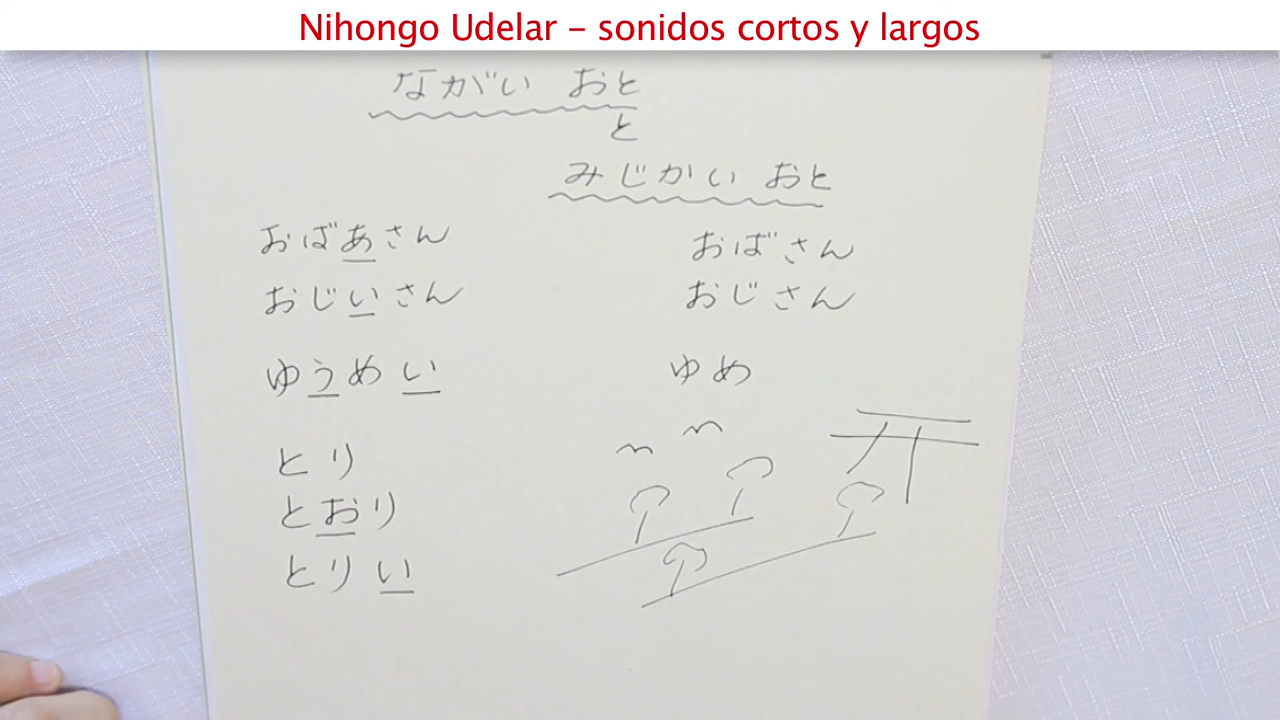 Nihongo Udelar – sonidos cortos y largos
ながい おと
と
みじかい おと
おばあさん おばさん
おじいさん おじさん
ゆうめい ゆめ
とり
とおり
とりい